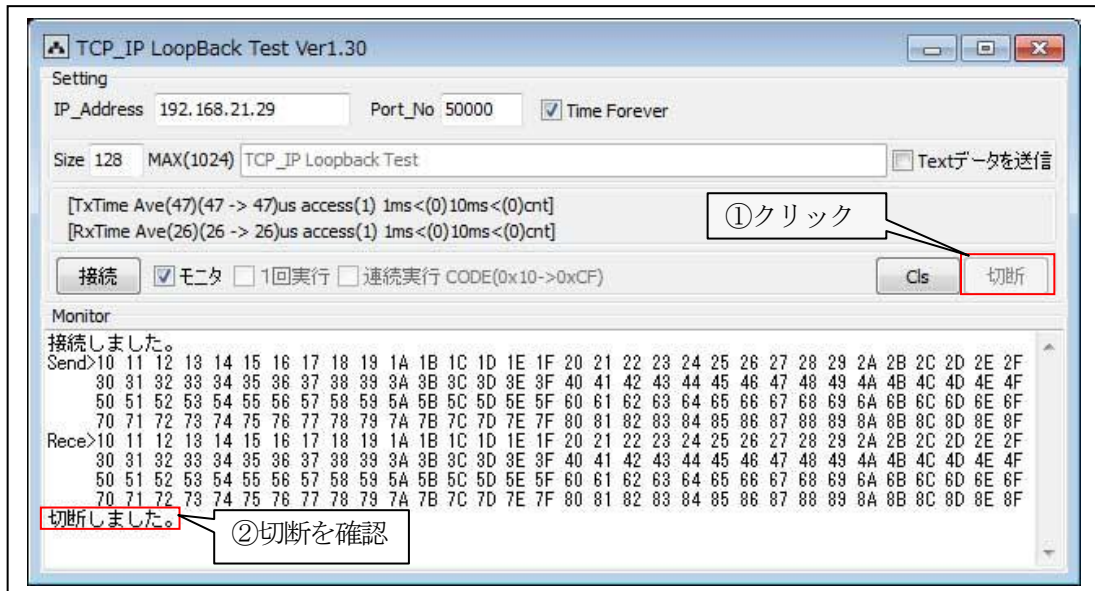 TCP_IP LoopBack Test Ver1.30
Setting
IP_Address 192.168.21.29 Port_No 50000 Time Forever
Size 128 MAX(1024) TCP_IP Loopback Test Textデータを送信
[TxTime Ave(47)(47 -> 47)us access(1) 1ms<(0)10ms<(0)cnt]
[RxTime Ave(26)(26 -> 26)us access(1) 1ms<(0)10ms<(0)cnt]
①クリック
接続 モニタ 1回実行 連続実行 CODE(0x10->0xCF) Cls 切断
Monitor
接続しました。
Send>10 11 12 13 14 15 16 17 18 19 1A 1B 1C 1D 1E 1F 20 21 22 23 24 25 26 27 28 29 2A 2B 2C 2D 2E 2F
30 31 32 33 34 35 36 37 38 39 3A 3B 3C 3D 3E 3F 40 41 42 43 44 45 46 47 48 49 4A 4B 4C 4D 4E 4F
50 51 52 53 54 55 56 57 58 59 5A 5B 5C 5D 5E 5F 60 61 62 63 64 65 66 67 68 69 6A 6B 6C 6D 6E 6F
70 71 72 73 74 75 76 77 78 79 7A 7B 7C 7D 7E 7F 80 81 82 83 84 85 86 87 88 89 8A 8B 8C 8D 8E 8F
Rece>10 11 12 13 14 15 16 17 18 19 1A 1B 1C 1D 1E 1F 20 21 22 23 24 25 26 27 28 29 2A 2B 2C 2D 2E 2F
30 31 32 33 34 35 36 37 38 39 3A 3B 3C 3D 3E 3F 40 41 42 43 44 45 46 47 48 49 4A 4B 4C 4D 4E 4F
50 51 52 53 54 55 56 57 58 59 5A 5B 5C 5D 5E 5F 60 61 62 63 64 65 66 67 68 69 6A 6B 6C 6D 6E 6F
70 71 72 73 74 75 76 77 78 79 7A 7B 7C 7D 7E 7F 80 81 82 83 84 85 86 87 88 89 8A 8B 8C 8D 8E 8F
切断しました。
②切断を確認